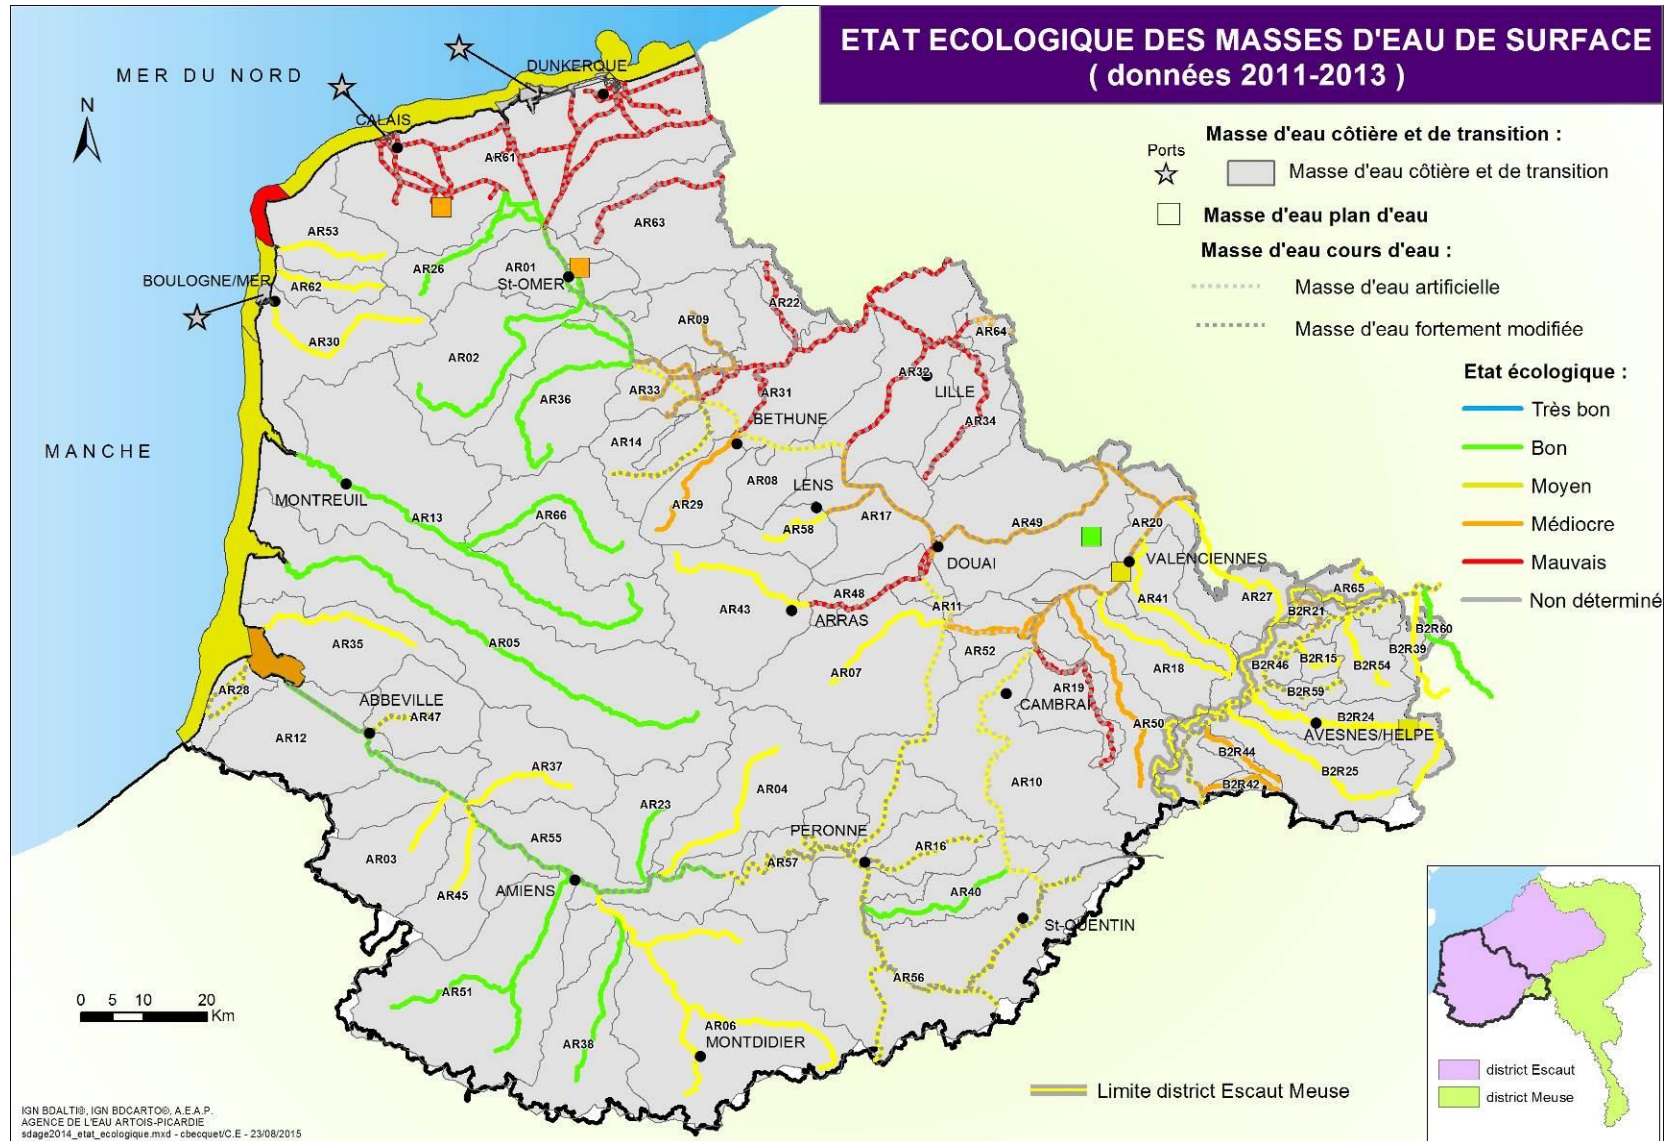 ETAT ECOLOGIQUE DES MASSES D'EAU DE SURFACE
( données 2011-2013 )
MER DU NORD
N
MANCHE
DUNKERQUE
CALAIS
AR61
AR53
AR63
AR26
AR01
St-OMER
BOULOGNE/MER
AR62
AR30
AR22
AR09
AR64
AR02
AR32
LILLE
AR33
AR31
AR36
BETHUNE
AR34
AR14
AR08
LENS
MONTREUIL
AR29
AR13
AR66
AR58
AR17
AR49
AR20
DOUAI
VALENCIENNES
AR43
AR48
ARRAS
AR11
AR41
AR27
AR65
B2R21
B2R60
AR35
AR05
AR52
AR18
B2R46
B2R15
B2R54
B2R39
AR28
AR07
AR19
B2R59
ABBEVILLE
AR47
CAMBRAI
AR50
B2R24
AVESNES/HELPE
AR12
B2R44
B2R25
AR37
AR04
AR10
B2R42
AR23
AR55
PERONNE
AR57
AR16
AR03
AR45
AMIENS
AR40
St-QUENTIN
AR51
AR56
AR38
AR06
MONTDIDIER
Ports
Masse d'eau côtière et de transition :
Masse d'eau côtière et de transition
Masse d'eau plan d'eau
Masse d'eau cours d'eau :
Masse d'eau artificielle
Masse d'eau fortement modifiée
Etat écologique :
Très bon
Bon
Moyen
Médiocre
Mauvais
Non déterminé
0 5 10 20
Km
Limite district Escaut Meuse
district Escaut
district Meuse
IGN BDALTI®, IGN BDCARTO®, A.E.A.P.
AGENCE DE L'EAU ARTOIS-PICARDIE
sdage2014_etat_ecologique.mxd - cbecquet/C.E - 23/08/2015